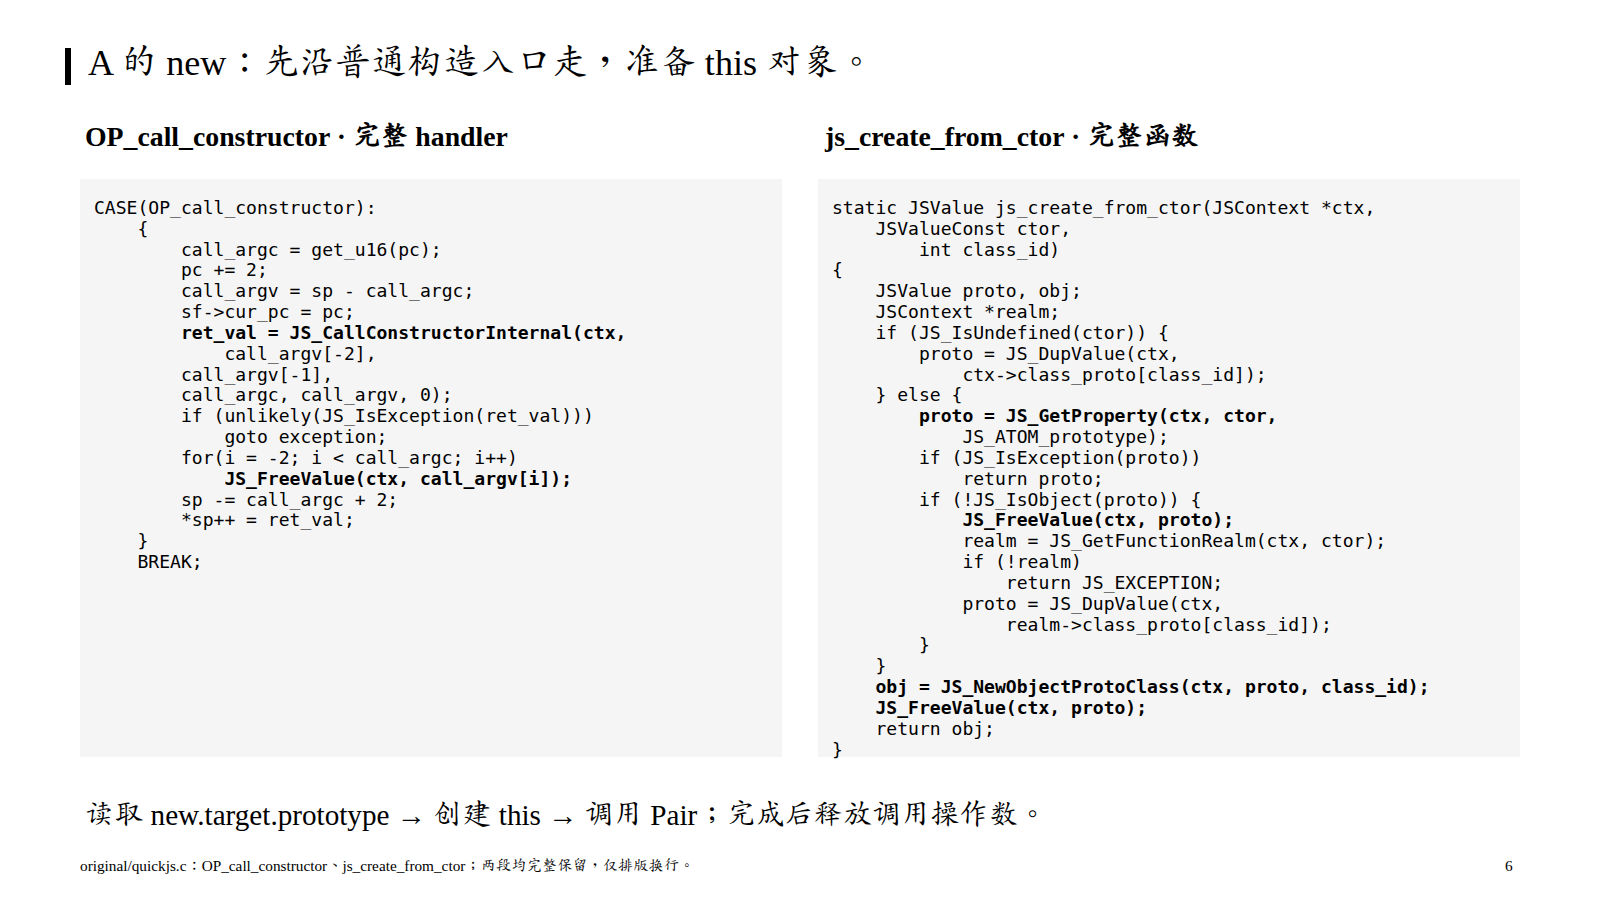 A 的 new：先沿普通构造入口走，准备 this 对象。
OP_call_constructor · 完整 handler
CASE(OP_call_constructor):
    {
        call_argc = get_u16(pc);
        pc += 2;
        call_argv = sp - call_argc;
        sf->cur_pc = pc;
        ret_val = JS_CallConstructorInternal(ctx,
            call_argv[-2],
        call_argv[-1],
        call_argc, call_argv, 0);
        if (unlikely(JS_IsException(ret_val)))
            goto exception;
        for(i = -2; i < call_argc; i++)
            JS_FreeValue(ctx, call_argv[i]);
        sp -= call_argc + 2;
        *sp++ = ret_val;
    }
    BREAK;
js_create_from_ctor · 完整函数
static JSValue js_create_from_ctor(JSContext *ctx,
    JSValueConst ctor,
        int class_id)
{
    JSValue proto, obj;
    JSContext *realm;
    if (JS_IsUndefined(ctor)) {
        proto = JS_DupValue(ctx,
            ctx->class_proto[class_id]);
    } else {
        proto = JS_GetProperty(ctx, ctor,
            JS_ATOM_prototype);
        if (JS_IsException(proto))
            return proto;
        if (!JS_IsObject(proto)) {
            JS_FreeValue(ctx, proto);
            realm = JS_GetFunctionRealm(ctx, ctor);
            if (!realm)
                return JS_EXCEPTION;
            proto = JS_DupValue(ctx,
                realm->class_proto[class_id]);
        }
    }
    obj = JS_NewObjectProtoClass(ctx, proto, class_id);
    JS_FreeValue(ctx, proto);
    return obj;
}
读取 new.target.prototype → 创建 this → 调用 Pair；完成后释放调用操作数。
original/quickjs.c：OP_call_constructor、js_create_from_ctor；两段均完整保留，仅排版换行。
6